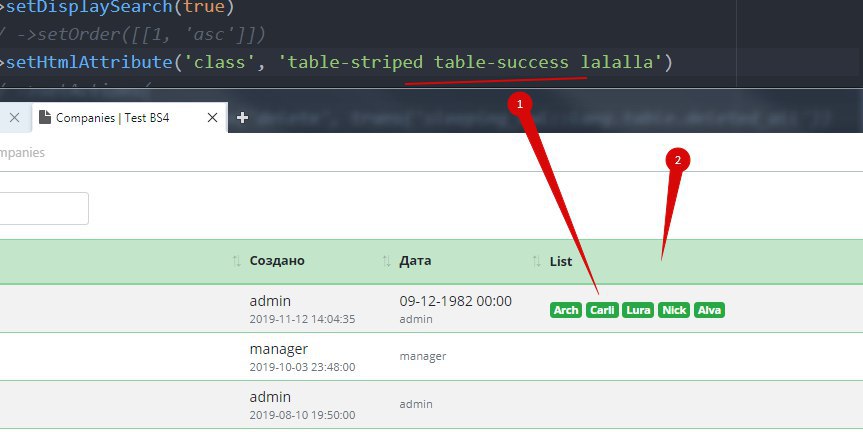 >setDisplaySearch(true)
/ ->setOrder([[1, 'asc']])
>setHtmlAttribute('class', 'table-striped table-success lalalla')
Companies | Test BS4
mpanies
1
2
Создано Дата List
admin 09-12-1982 00:00 Arch Carli Lura Nick Alva
2019-11-12 14:04:35 admin
manager manager
2019-10-03 23:48:00
admin admin
2019-08-10 19:50:00